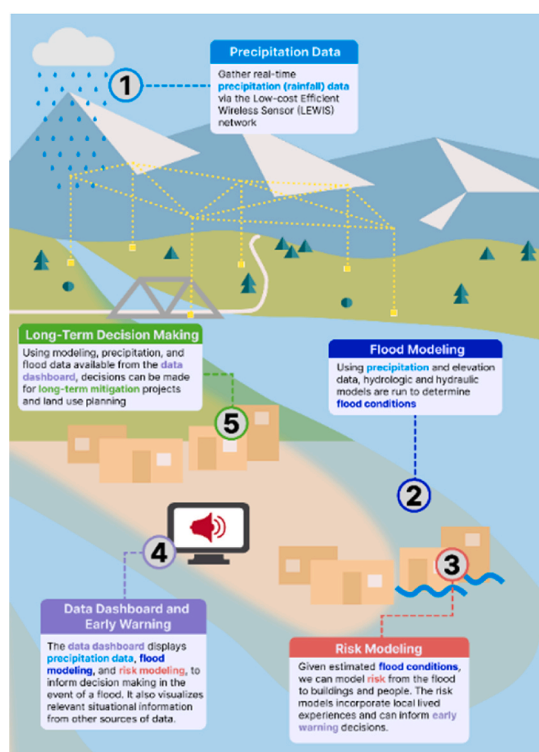 Precipitation Data
1
Gather real-time
precipitation (rainfall) data
via the Low-cost Efficient
Wireless Sensor (LEWIS)
network
Flood Modeling
Using precipitation and elevation
data, hydrologic and hydraulic
models are run to determine
flood conditions
2
3
Risk Modeling
Given estimated flood conditions,
we can model risk from the flood
to buildings and people. The risk
models incorporate local lived
experiences and can inform early
warning decisions.
4
Data Dashboard and
Early Warning
The data dashboard displays
precipitation data, flood
modeling, and risk modeling, to
inform decision making in the
event of a flood. It also visualizes
relevant situational information
from other sources of data.
Long-Term Decision Making
Using modeling, precipitation, and
flood data available from the data
dashboard, decisions can be made
for long-term mitigation projects
and land use planning
5